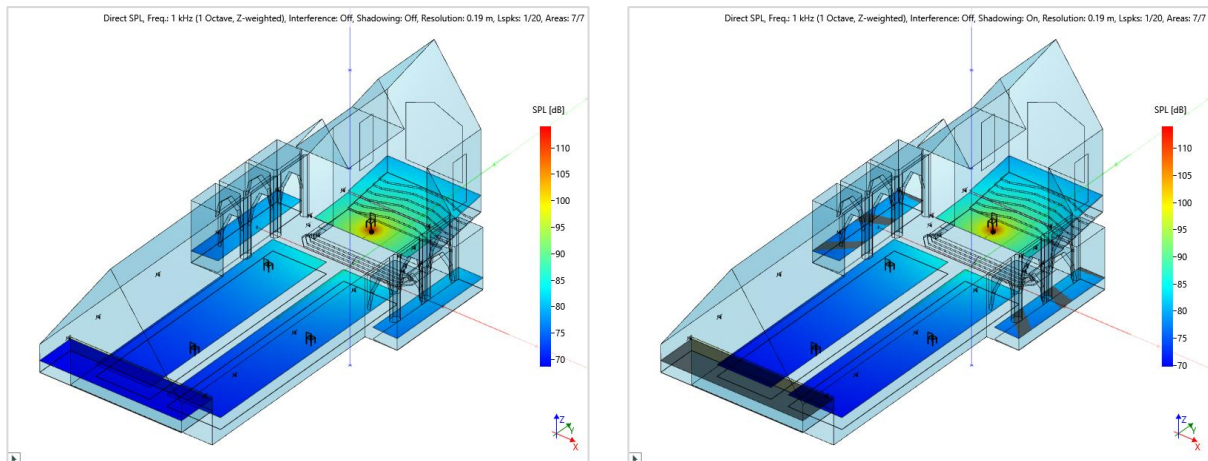 Direct SPL, Freq.: 1 kHz (1 Octave, Z-weighted), Interference: Off, Shadowing: Off, Resolution: 0.19 m, Lspks: 1/20, Areas: 7/7
SPL [dB]
110
105
100
95
90
85
80
75
70
Z
Y
X
Direct SPL, Freq.: 1 kHz (1 Octave, Z-weighted), Interference: Off, Shadowing: On, Resolution: 0.19 m, Lspks: 1/20, Areas: 7/7
SPL [dB]
110
105
100
95
90
85
80
75
70
Z
Y
X